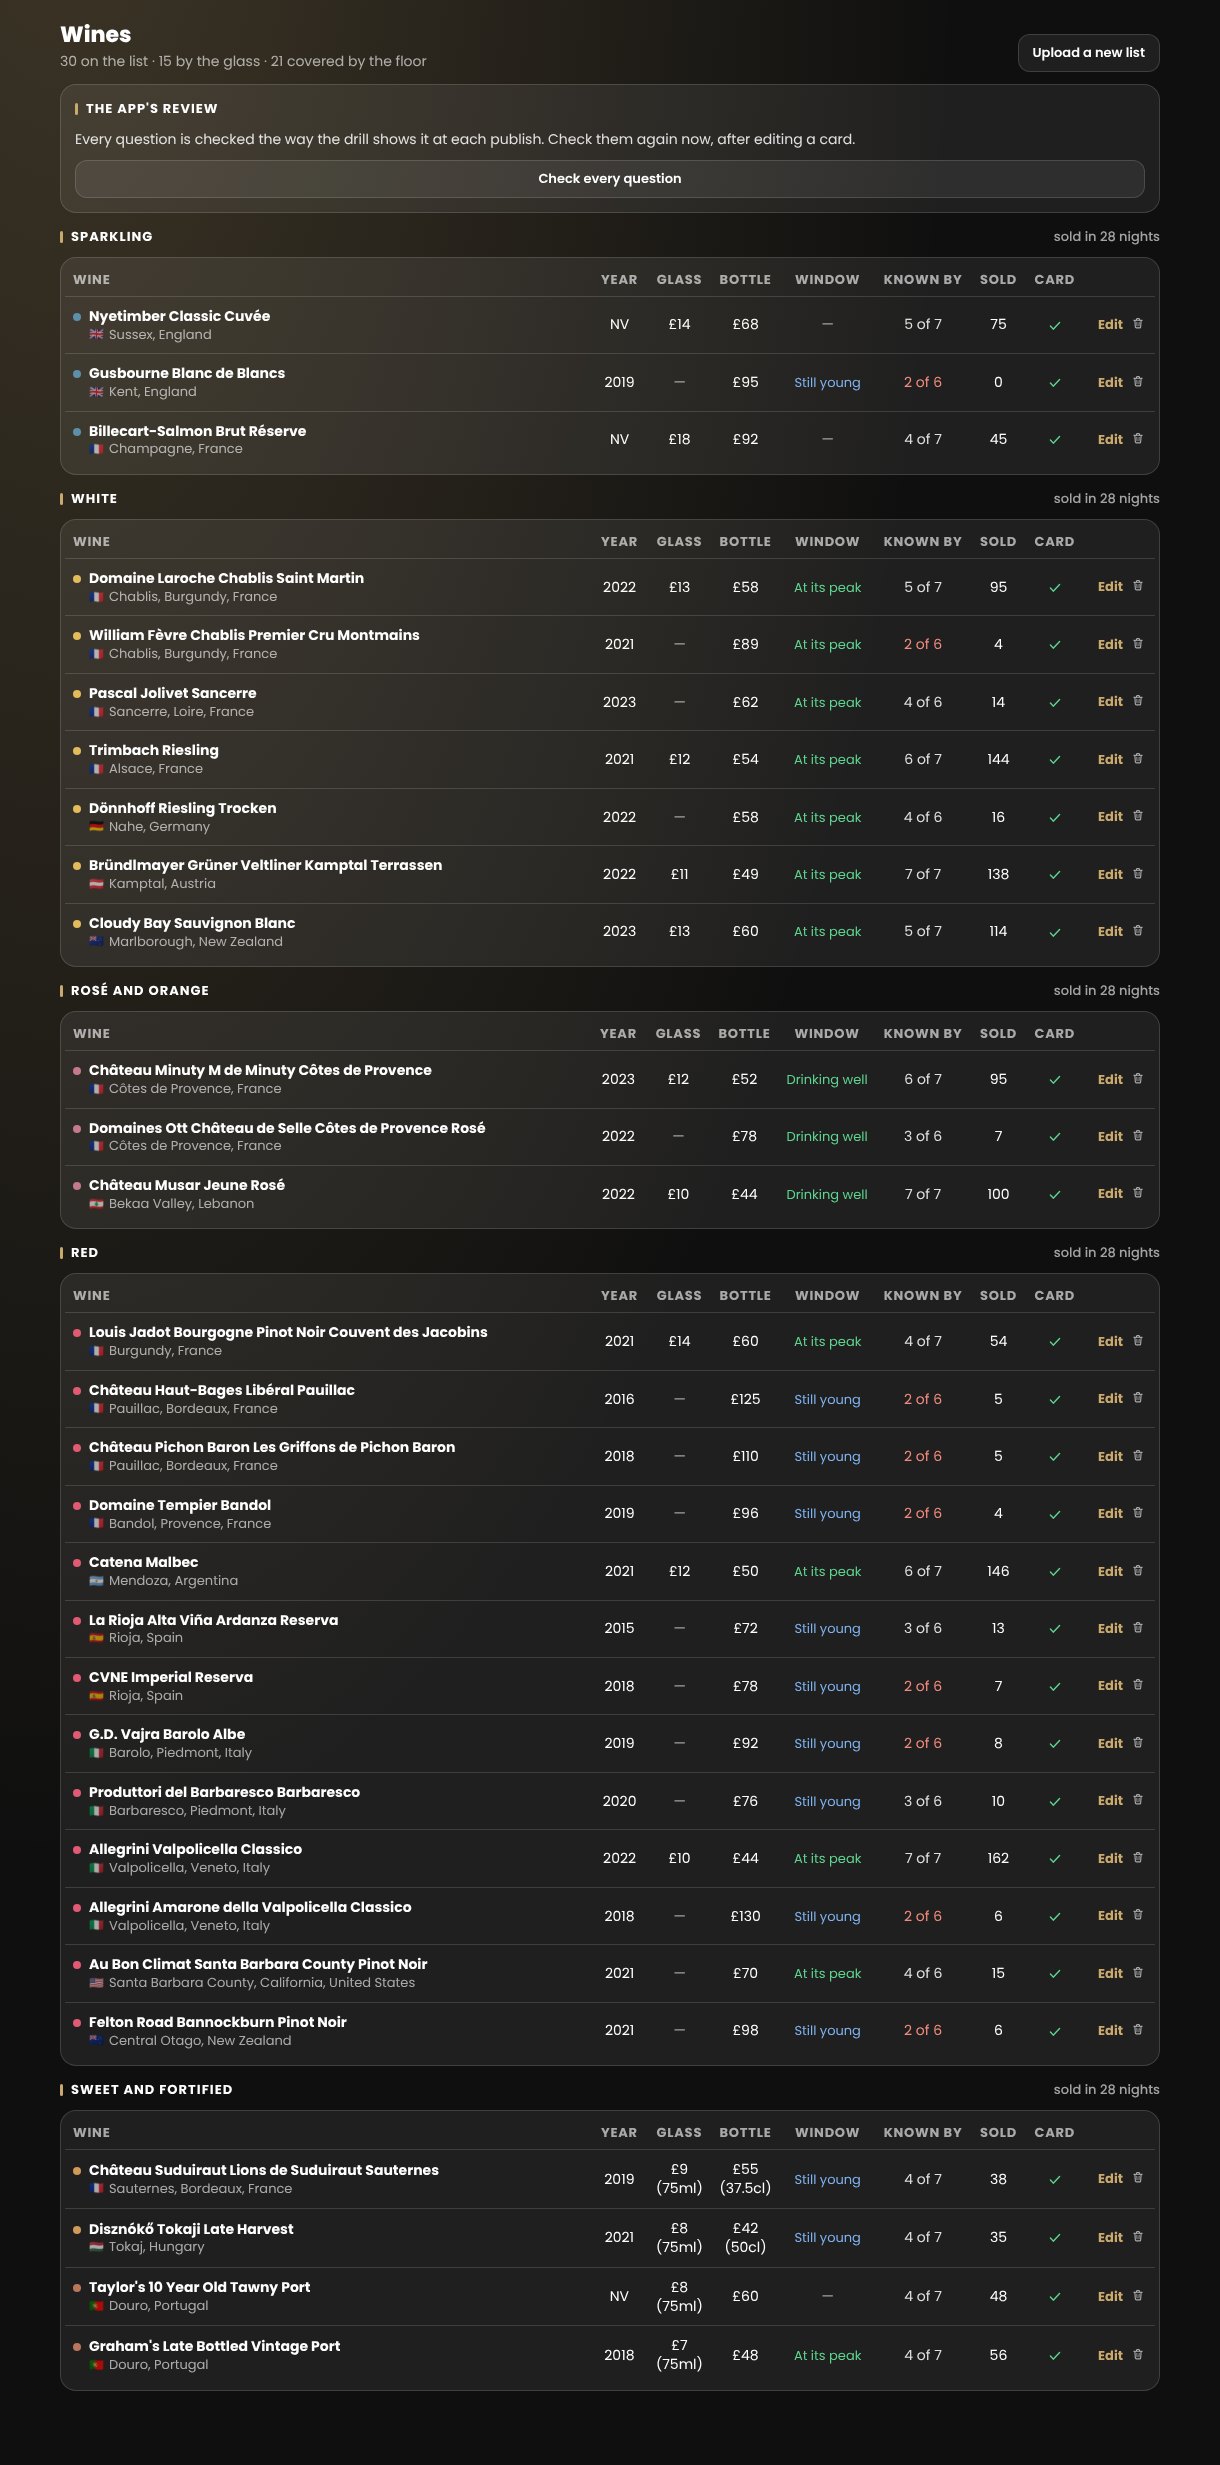 Wines
30 on the list · 15 by the glass · 21 covered by the floor
Upload a new list
THE APP'S REVIEW
Every question is checked the way the drill shows it at each publish. Check them again now, after editing a card.
Check every question
SPARKLING sold in 28 nights
WINE YEAR GLASS BOTTLE WINDOW KNOWN BY SOLD CARD
Nyetimber Classic Cuvée
Sussex, England
NV £14 £68 — 5 of 7 75 ✓ Edit
Gusbourne Blanc de Blancs
Kent, England
2019 — £95 Still young 2 of 6 0 ✓ Edit
Billecart-Salmon Brut Réserve
Champagne, France
NV £18 £92 — 4 of 7 45 ✓ Edit
WHITE sold in 28 nights
WINE YEAR GLASS BOTTLE WINDOW KNOWN BY SOLD CARD
Domaine Laroche Chablis Saint Martin
Chablis, Burgundy, France
2022 £13 £58 At its peak 5 of 7 95 ✓ Edit
William Fèvre Chablis Premier Cru Montmains
Chablis, Burgundy, France
2021 — £89 At its peak 2 of 6 4 ✓ Edit
Pascal Jolivet Sancerre
Sancerre, Loire, France
2023 — £62 At its peak 4 of 6 14 ✓ Edit
Trimbach Riesling
Alsace, France
2021 £12 £54 At its peak 6 of 7 144 ✓ Edit
Dönnhoff Riesling Trocken
Nahe, Germany
2022 — £58 At its peak 4 of 6 16 ✓ Edit
Bründlmayer Grüner Veltliner Kamptal Terrassen
Kamptal, Austria
2022 £11 £49 At its peak 7 of 7 138 ✓ Edit
Cloudy Bay Sauvignon Blanc
Marlborough, New Zealand
2023 £13 £60 At its peak 5 of 7 114 ✓ Edit
ROSÉ AND ORANGE sold in 28 nights
WINE YEAR GLASS BOTTLE WINDOW KNOWN BY SOLD CARD
Château Minuty M de Minuty Côtes de Provence
Côtes de Provence, France
2023 £12 £52 Drinking well 6 of 7 95 ✓ Edit
Domaines Ott Château de Selle Côtes de Provence Rosé
Côtes de Provence, France
2022 — £78 Drinking well 3 of 6 7 ✓ Edit
Château Musar Jeune Rosé
Bekaa Valley, Lebanon
2022 £10 £44 Drinking well 7 of 7 100 ✓ Edit
RED sold in 28 nights
WINE YEAR GLASS BOTTLE WINDOW KNOWN BY SOLD CARD
Louis Jadot Bourgogne Pinot Noir Couvent des Jacobins
Burgundy, France
2021 £14 £60 At its peak 4 of 7 54 ✓ Edit
Château Haut-Bages Libéral Pauillac
Pauillac, Bordeaux, France
2016 — £125 Still young 2 of 6 5 ✓ Edit
Château Pichon Baron Les Griffons de Pichon Baron
Pauillac, Bordeaux, France
2018 — £110 Still young 2 of 6 5 ✓ Edit
Domaine Tempier Bandol
Bandol, Provence, France
2019 — £96 Still young 2 of 6 4 ✓ Edit
Catena Malbec
Mendoza, Argentina
2021 £12 £50 At its peak 6 of 7 146 ✓ Edit
La Rioja Alta Viña Ardanza Reserva
Rioja, Spain
2015 — £72 Still young 3 of 6 13 ✓ Edit
CVNE Imperial Reserva
Rioja, Spain
2018 — £78 Still young 2 of 6 7 ✓ Edit
G.D. Vajra Barolo Albe
Barolo, Piedmont, Italy
2019 — £92 Still young 2 of 6 8 ✓ Edit
Produttori del Barbaresco Barbaresco
Barbaresco, Piedmont, Italy
2020 — £76 Still young 3 of 6 10 ✓ Edit
Allegrini Valpolicella Classico
Valpolicella, Veneto, Italy
2022 £10 £44 At its peak 7 of 7 162 ✓ Edit
Allegrini Amarone della Valpolicella Classico
Valpolicella, Veneto, Italy
2018 — £130 Still young 2 of 6 6 ✓ Edit
Au Bon Climat Santa Barbara County Pinot Noir
Santa Barbara County, California, United States
2021 — £70 At its peak 4 of 6 15 ✓ Edit
Felton Road Bannockburn Pinot Noir
Central Otago, New Zealand
2021 — £98 Still young 2 of 6 6 ✓ Edit
SWEET AND FORTIFIED sold in 28 nights
WINE YEAR GLASS BOTTLE WINDOW KNOWN BY SOLD CARD
Château Suduiraut Lions de Suduiraut Sauternes
Sauternes, Bordeaux, France
2019 £9 (75ml) £55 (37.5cl) Still young 4 of 7 38 ✓ Edit
Disznókő Tokaji Late Harvest
Tokaj, Hungary
2021 £8 (75ml) £42 (50cl) Still young 4 of 7 35 ✓ Edit
Taylor's 10 Year Old Tawny Port
Douro, Portugal
NV £8 (75ml) £60 — 4 of 7 48 ✓ Edit
Graham's Late Bottled Vintage Port
Douro, Portugal
2018 £7 (75ml) £48 At its peak 4 of 7 56 ✓ Edit